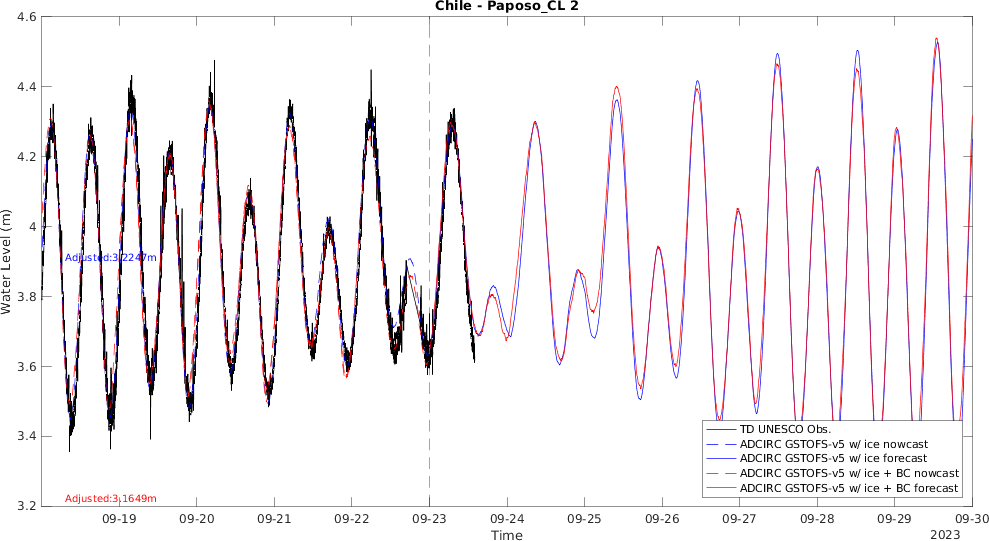 Chile - Paposo_CL 2
4.6
4.4
4.2
4
3.8
3.6
3.4
3.2
Water Level (m)
Adjusted:3.2247m
Adjusted:3.1649m
TD UNESCO Obs.
ADCIRC GSTOFS-v5 w/ ice nowcast
ADCIRC GSTOFS-v5 w/ ice forecast
ADCIRC GSTOFS-v5 w/ ice + BC nowcast
ADCIRC GSTOFS-v5 w/ ice + BC forecast
09-19 09-20 09-21 09-22 09-23 09-24 09-25 09-26 09-27 09-28 09-29 09-30
Time
2023